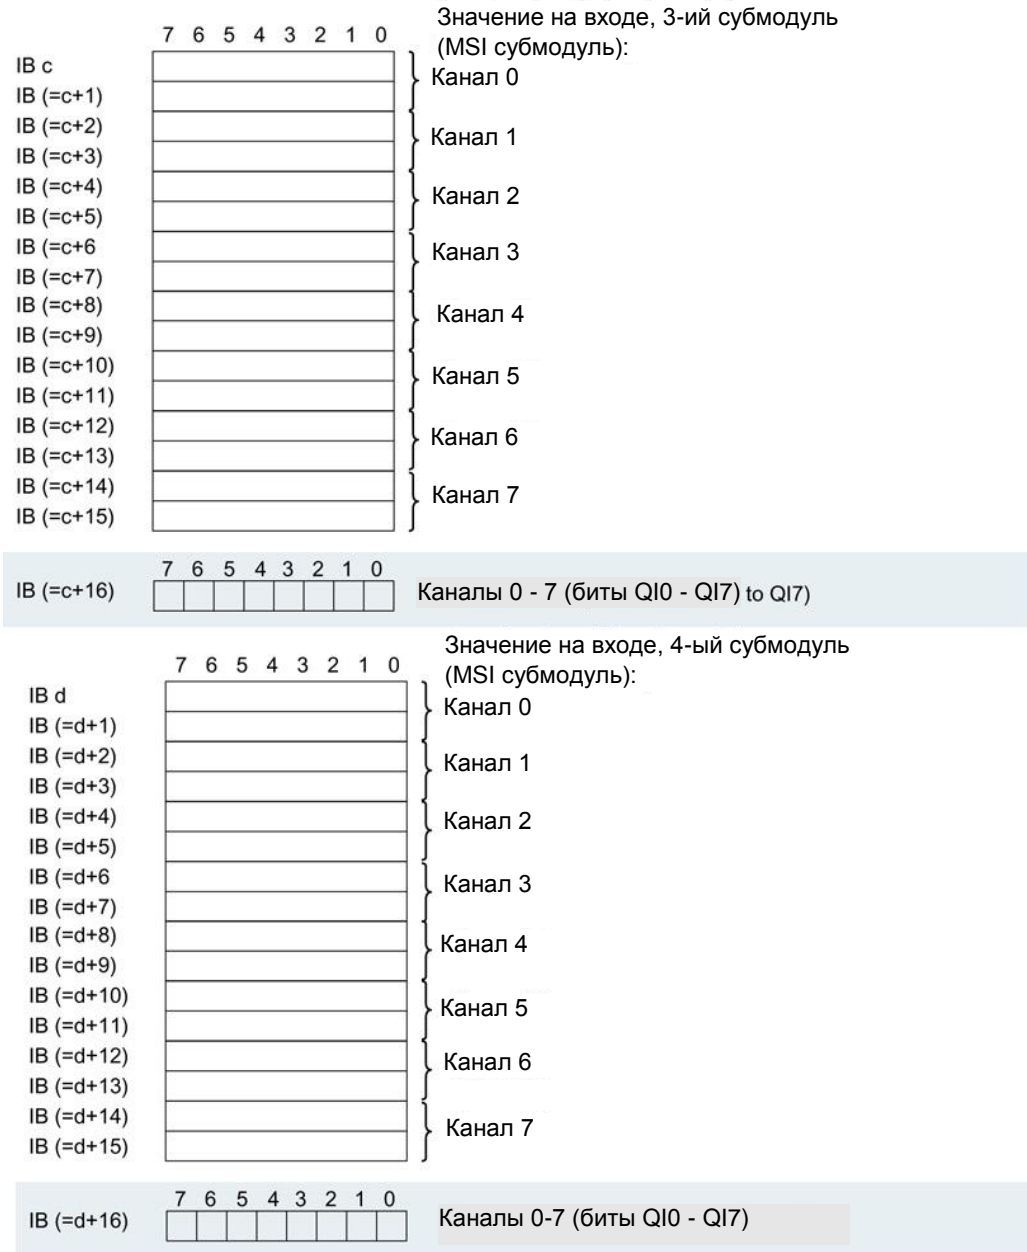 Значение на входе, 3-ий субмодуль
(MSI субмодуль):
7 6 5 4 3 2 1 0
IB c
Канал 0
IB (=c+1)
IB (=c+2)
Канал 1
IB (=c+3)
IB (=c+4)
Канал 2
IB (=c+5)
IB (=c+6
Канал 3
IB (=c+7)
IB (=c+8)
Канал 4
IB (=c+9)
IB (=c+10)
Канал 5
IB (=c+11)
IB (=c+12)
Канал 6
IB (=c+13)
IB (=c+14)
Канал 7
IB (=c+15)
7 6 5 4 3 2 1 0
IB (=c+16) Каналы 0 - 7 (биты QI0 - QI7) to QI7)
Значение на входе, 4-ый субмодуль
(MSI субмодуль):
7 6 5 4 3 2 1 0
IB d
Канал 0
IB (=d+1)
IB (=d+2)
Канал 1
IB (=d+3)
IB (=d+4)
Канал 2
IB (=d+5)
IB (=d+6
Канал 3
IB (=d+7)
IB (=d+8)
Канал 4
IB (=d+9)
IB (=d+10)
Канал 5
IB (=d+11)
IB (=d+12)
Канал 6
IB (=d+13)
IB (=d+14)
Канал 7
IB (=d+15)
7 6 5 4 3 2 1 0
IB (=d+16) Каналы 0-7 (биты QI0 - QI7)